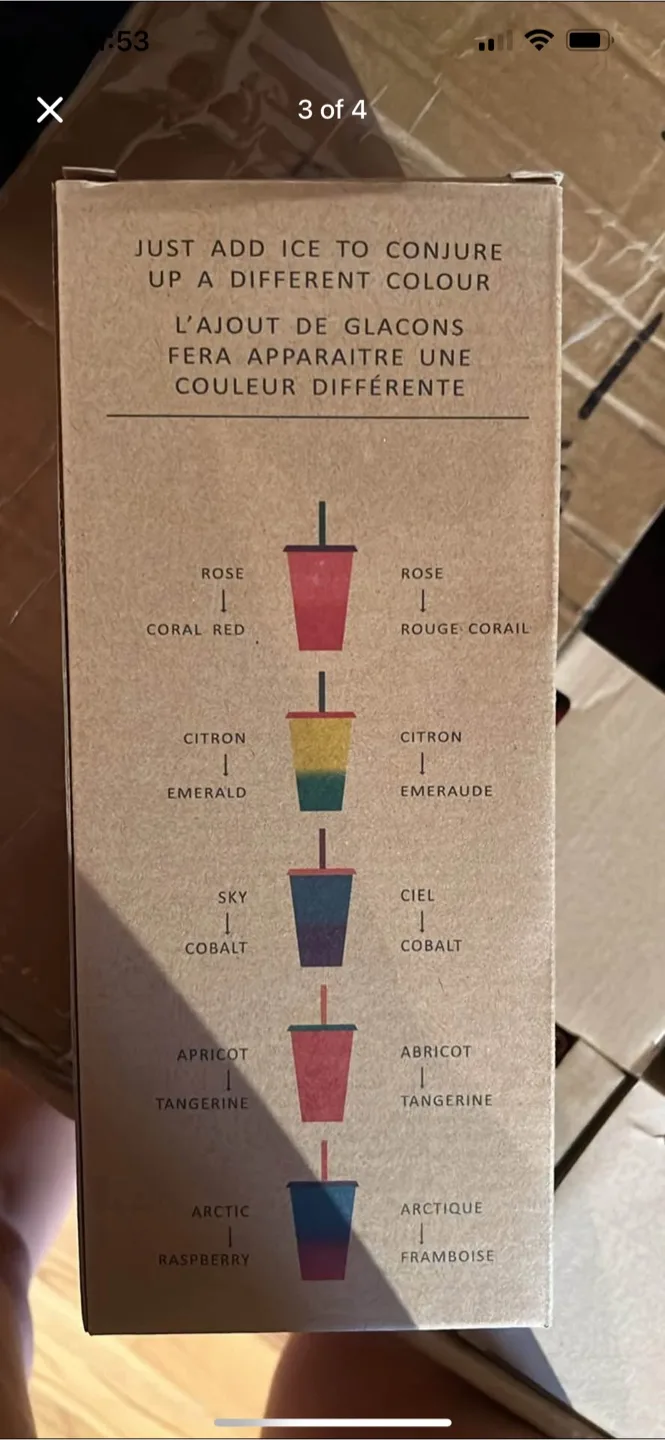 :53
3 of 4
JUST ADD ICE TO CONJURE
UP A DIFFERENT COLOUR
L'AJOUT DE GLACONS
FERA APPARAITRE UNE
COULEUR DIFFÉRENTE
ROSE
CORAL RED
ROSE
ROUGE CORAIL
CITRON
EMERALD
CITRON
EMERAUDE
SKY
COBALT
CIEL
COBALT
APRICOT
TANGERINE
ABRICOT
TANGERINE
ARCTIC
RASPBERRY
ARCTIQUE
FRAMBOISE